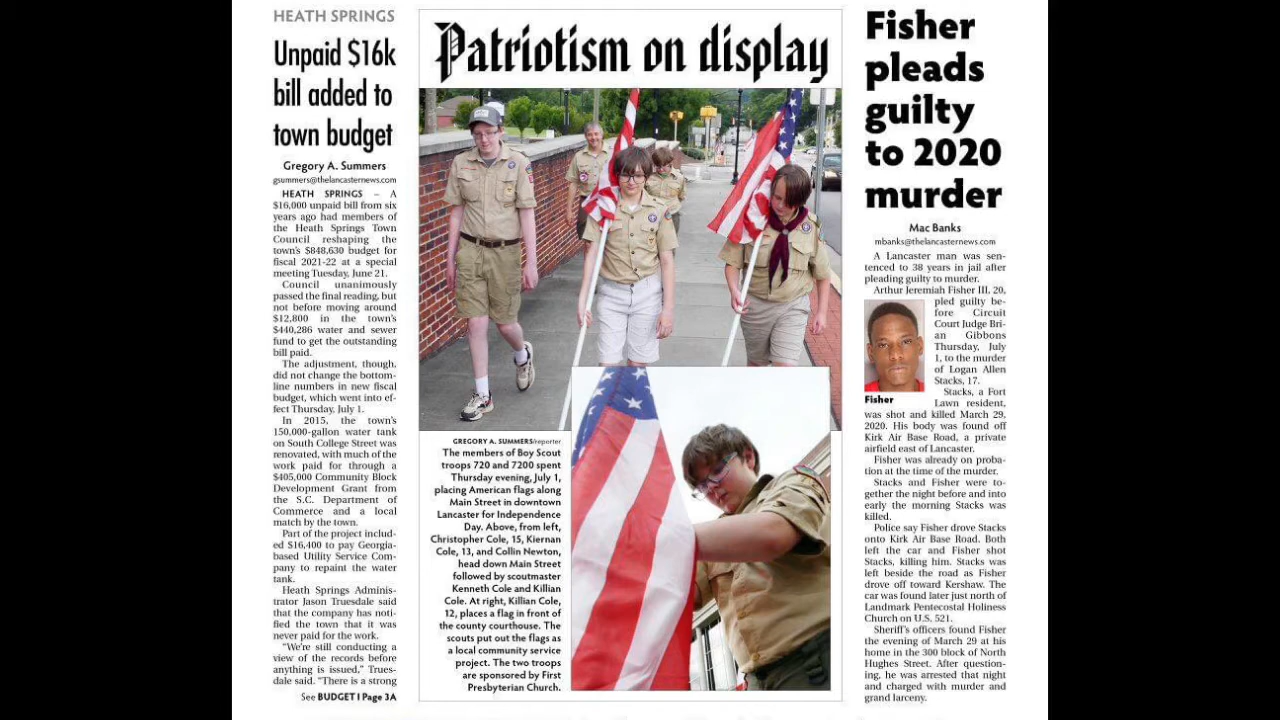 HEATH SPRINGS
Unpaid $16k
bill added to
town budget
Gregory A. Summers
gsummers@thelancasternews.com
HEATH SPRINGS – A
$16,000 unpaid bill from six
years ago had members of
the Heath Springs Town
Council reshaping the
town's $848,630 budget for
fiscal 2021-22 at a special
meeting Tuesday, June 21.
Council unanimously
passed the final reading, but
not before moving around
$12,800 in the town's
$440,286 water and sewer
fund to get the outstanding
bill paid.
The adjustment, though,
did not change the bottom-
line numbers in new fiscal
budget, which went into ef-
fect Thursday, July 1.
In 2015, the town's
150,000-gallon water tank
on South College Street was
renovated, with much of the
work paid for through a
$405,000 Community Block
Development Grant from
the S.C. Department of
Commerce and a local
match by the town.
Part of the project includ-
ed $16,400 to pay Georgia-
based Utility Service Com-
pany to repaint the water
tank.
Heath Springs Adminis-
trator Jason Truesdale said
that the company has noti-
fied the town that it was
never paid for the work.
"We're still conducting a
view of the records before
anything is issued," Trues-
dale said. "There is a strong
See BUDGET I Page 3A
Patriotism on display
GREGORY A. SUMMERS/reporter
The members of Boy Scout
troops 720 and 7200 spent
Thursday evening, July 1,
placing American flags along
Main Street in downtown
Lancaster for Independence
Day. Above, from left,
Christopher Cole, 15, Kiernan
Cole, 13, and Collin Newton,
head down Main Street
followed by scoutmaster
Kenneth Cole and Killian
Cole. At right, Killian Cole,
12, places a flag in front of
the county courthouse. The
scouts put out the flags as
a local community service
project. The two troops
are sponsored by First
Presbyterian Church.
Fisher
pleads
guilty
to 2020
murder
Mac Banks
mbanks@thelancasternews.com
A Lancaster man was sen-
tenced to 38 years in jail after
pleading guilty to murder.
Arthur Jeremiah Fisher III, 20,
pled guilty be-
fore Circuit
Court Judge Bri-
an Gibbons
Thursday, July
1, to the murder
of Logan Allen
Stacks, 17.
Fisher
Stacks, a Fort
Lawn resident,
was shot and killed March 29,
2020. His body was found off
Kirk Air Base Road, a private
airfield east of Lancaster.
Fisher was already on proba-
tion at the time of the murder.
Stacks and Fisher were to-
gether the night before and into
early the morning Stacks was
killed.
Police say Fisher drove Stacks
onto Kirk Air Base Road. Both
left the car and Fisher shot
Stacks, killing him. Stacks was
left beside the road as Fisher
drove off toward Kershaw. The
car was found later just north of
Landmark Pentecostal Holiness
Church on U.S. 521.
Sheriff's officers found Fisher
the evening of March 29 at his
home in the 300 block of North
Hughes Street. After question-
ing, he was arrested that night
and charged with murder and
grand larceny.